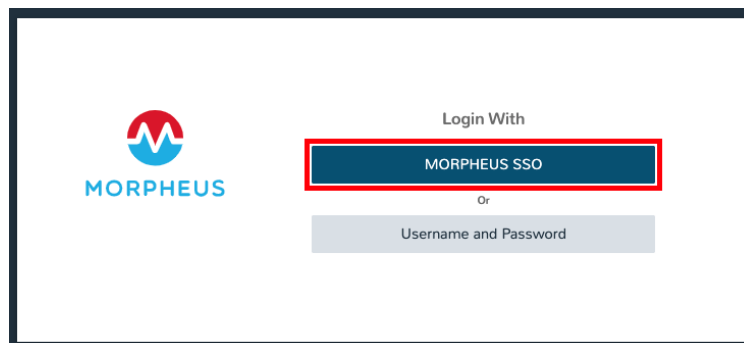 MORPHEUS
Login With
MORPHEUS SSO
Or
Username and Password